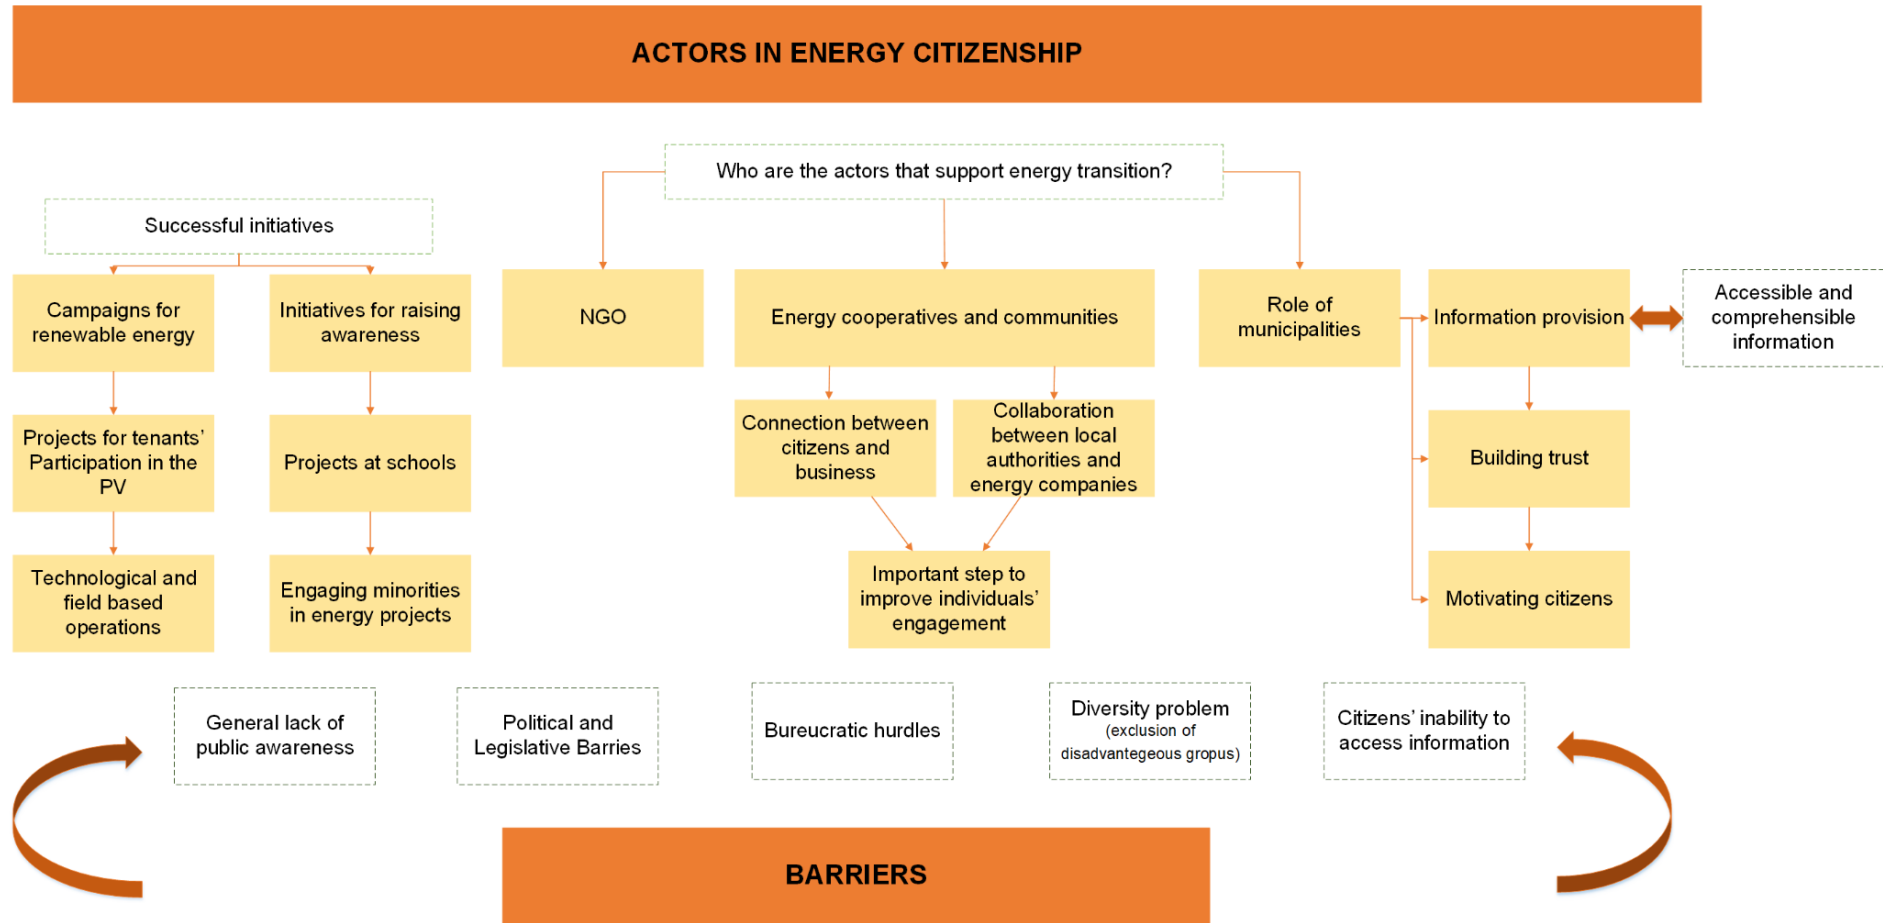 ACTORS IN ENERGY CITIZENSHIP
Who are the actors that support energy transition?
Successful initiatives
Campaigns for
renewable energy
Initiatives for raising
awareness
NGO
Energy cooperatives and communities
Role of
municipalities
Information provision
Accessible and
comprehensible
information
Projects for tenants’
Participation in the
PV
Projects at schools
Connection between
citizens and
business
Collaboration
between local
authorities and
energy companies
Building trust
Technological and
field based
operations
Engaging minorities
in energy projects
Important step to
improve individuals’
engagement
Motivating citizens
General lack of
public awareness
Political and
Legislative Barries
Bureucratic hurdles
Diversity problem
(exclusion of
disadvantegeous gropus)
Citizens’ inability to
access information
BARRIERS